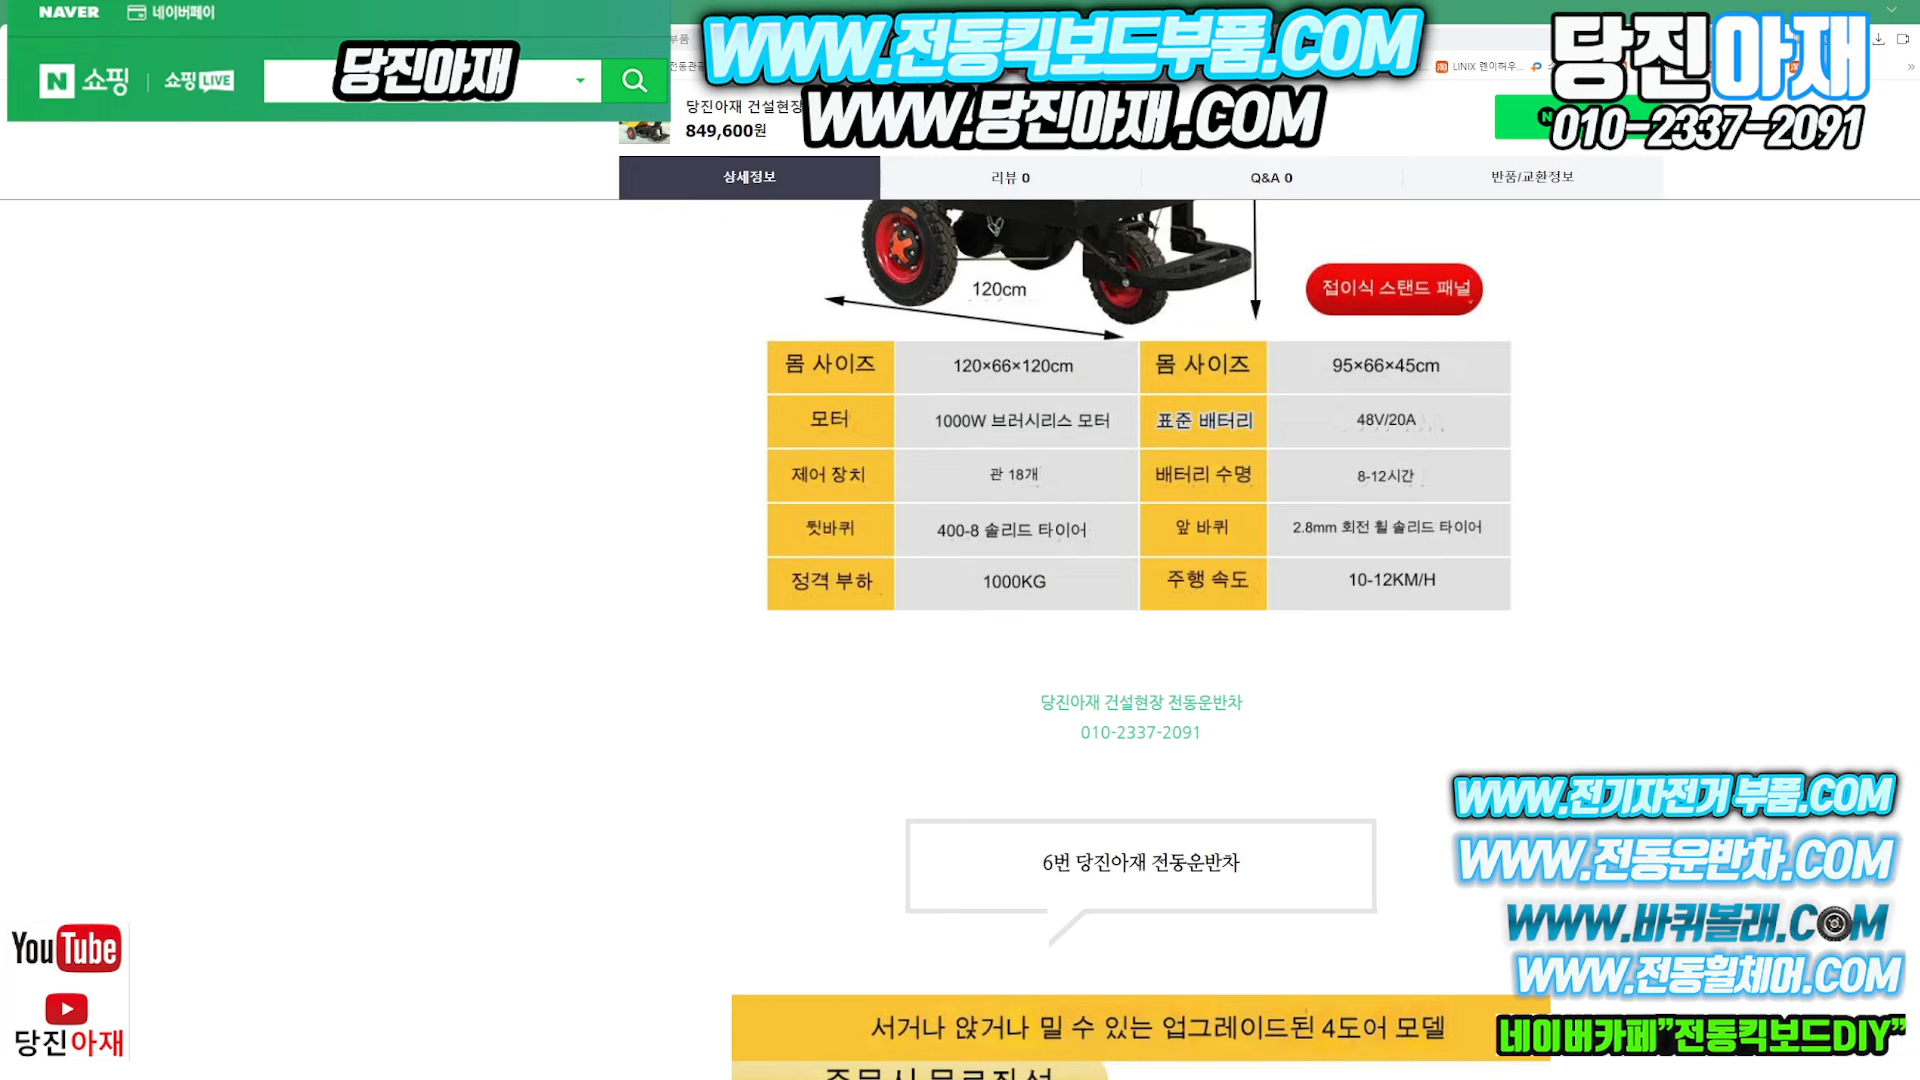 NAVER 네이버페이
N 쇼핑 쇼핑LIVE
당진아재
WWW.전동킥보드부품.COM
WWW.당진아재.COM
당진아재
010-2337-2091
LINIX 렌이허우...
당진아재 건설현장
849,600원
상세정보 리뷰 0 Q&A 0 반품/교환정보
120cm
접이식 스탠드 패널
몸 사이즈 120×66×120cm 몸 사이즈 95×66×45cm
모터 1000W 브러시리스 모터 표준 배터리 48V/20A
제어 장치 관 18개 배터리 수명 8-12시간
뒷바퀴 400-8 솔리드 타이어 앞 바퀴 2.8mm 회전 휠 솔리드 타이어
정격 부하 1000KG 주행 속도 10-12KM/H
당진아재 건설현장 전동운반차
010-2337-2091
6번 당진아재 전동운반차
서거나 앉거나 밀 수 있는 업그레이드된 4도어 모델
WWW.전기자전거부품.COM
WWW.전동운반차.COM
WWW.바퀴볼래.COM
WWW.전동휠체어.COM
네이버카페"전동킥보드DIY"
YouTube
당진아재